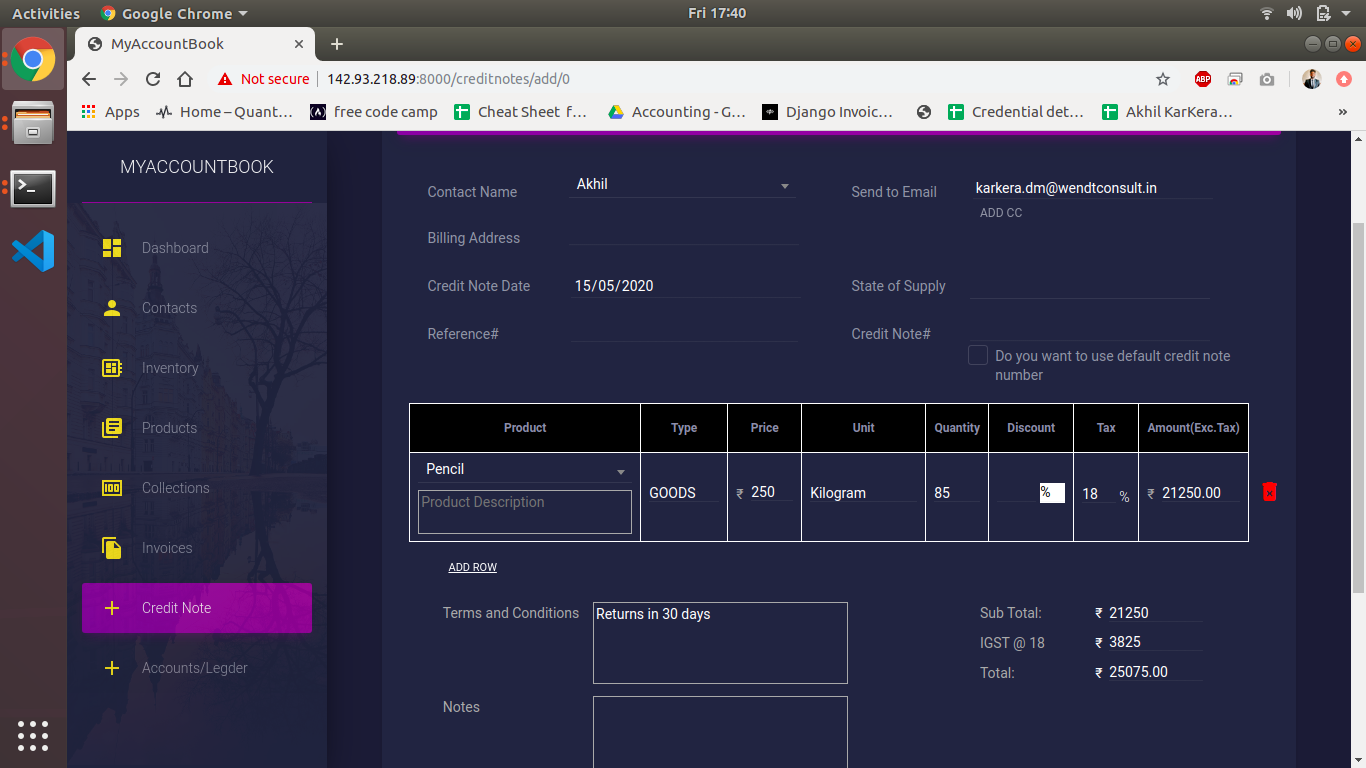 Activities Google Chrome Fri 17:40
MyAccountBook
Not secure 142.93.218.89:8000/creditnotes/add/0 ABP
Apps Home – Quant… free code camp Cheat Sheet f… Accounting - G… Django Invoic… Credential det… Akhil KarKera… »
MYACCOUNTBOOK
Dashboard
Contacts
Inventory
Products
Collections
Invoices
Credit Note
Accounts/Legder
Contact Name Akhil Send to Email karkera.dm@wendtconsult.in
ADD CC
Billing Address
Credit Note Date 15/05/2020 State of Supply
Reference# Credit Note#
Do you want to use default credit note
number
Product Type Price Unit Quantity Discount Tax Amount(Exc.Tax)
Pencil
Product Description GOODS ₹ 250 Kilogram 85 % 18 % ₹ 21250.00
ADD ROW
Terms and Conditions Returns in 30 days
Sub Total: ₹ 21250
IGST @ 18 ₹ 3825
Total: ₹ 25075.00
Notes